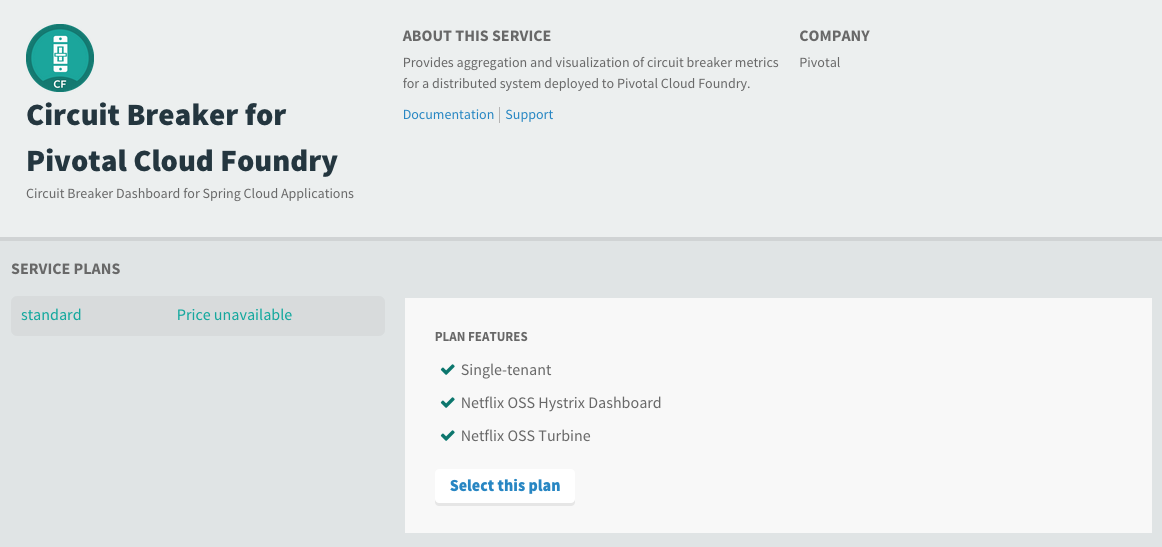 CF
Circuit Breaker for
Pivotal Cloud Foundry
Circuit Breaker Dashboard for Spring Cloud Applications
ABOUT THIS SERVICE
Provides aggregation and visualization of circuit breaker metrics
for a distributed system deployed to Pivotal Cloud Foundry.
Documentation | Support
COMPANY
Pivotal
SERVICE PLANS
standard Price unavailable
PLAN FEATURES
Single-tenant
Netflix OSS Hystrix Dashboard
Netflix OSS Turbine
Select this plan